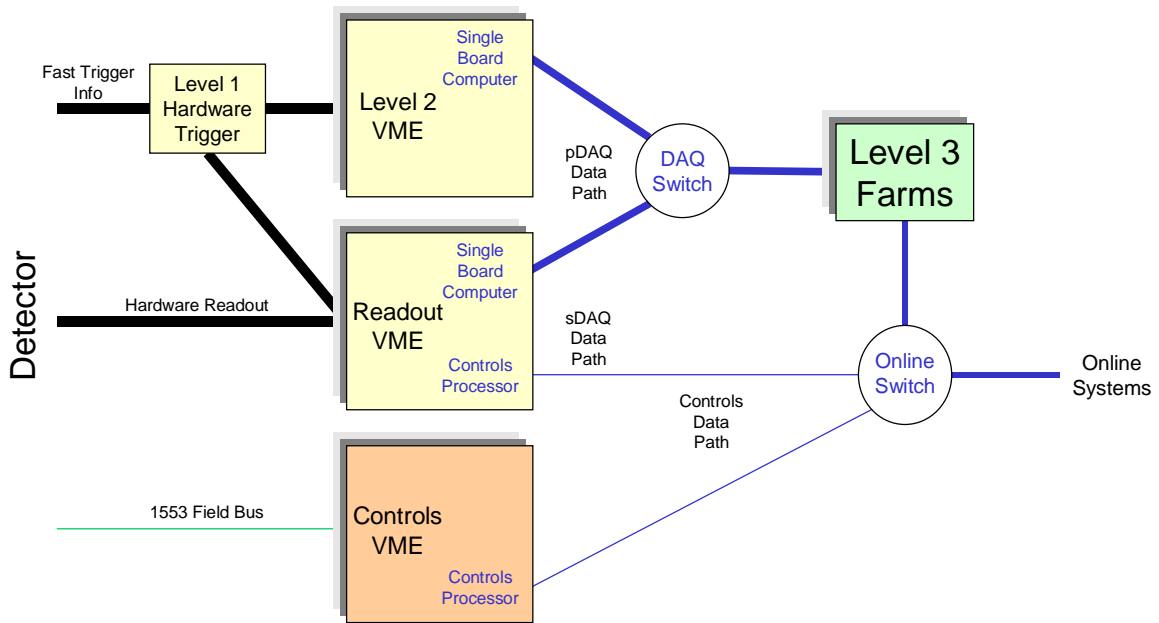 Fast Trigger
Info
Level 1
Hardware
Trigger
Single
Board
Computer
Level 2
VME
pDAQ
Data
Path
DAQ
Switch
Level 3
Farms
Detector
Hardware Readout
Single
Board
Computer
Readout
VME
Controls
Processor
sDAQ
Data
Path
Online
Switch
Online
Systems
Controls
Data
Path
1553 Field Bus
Controls
VME
Controls
Processor